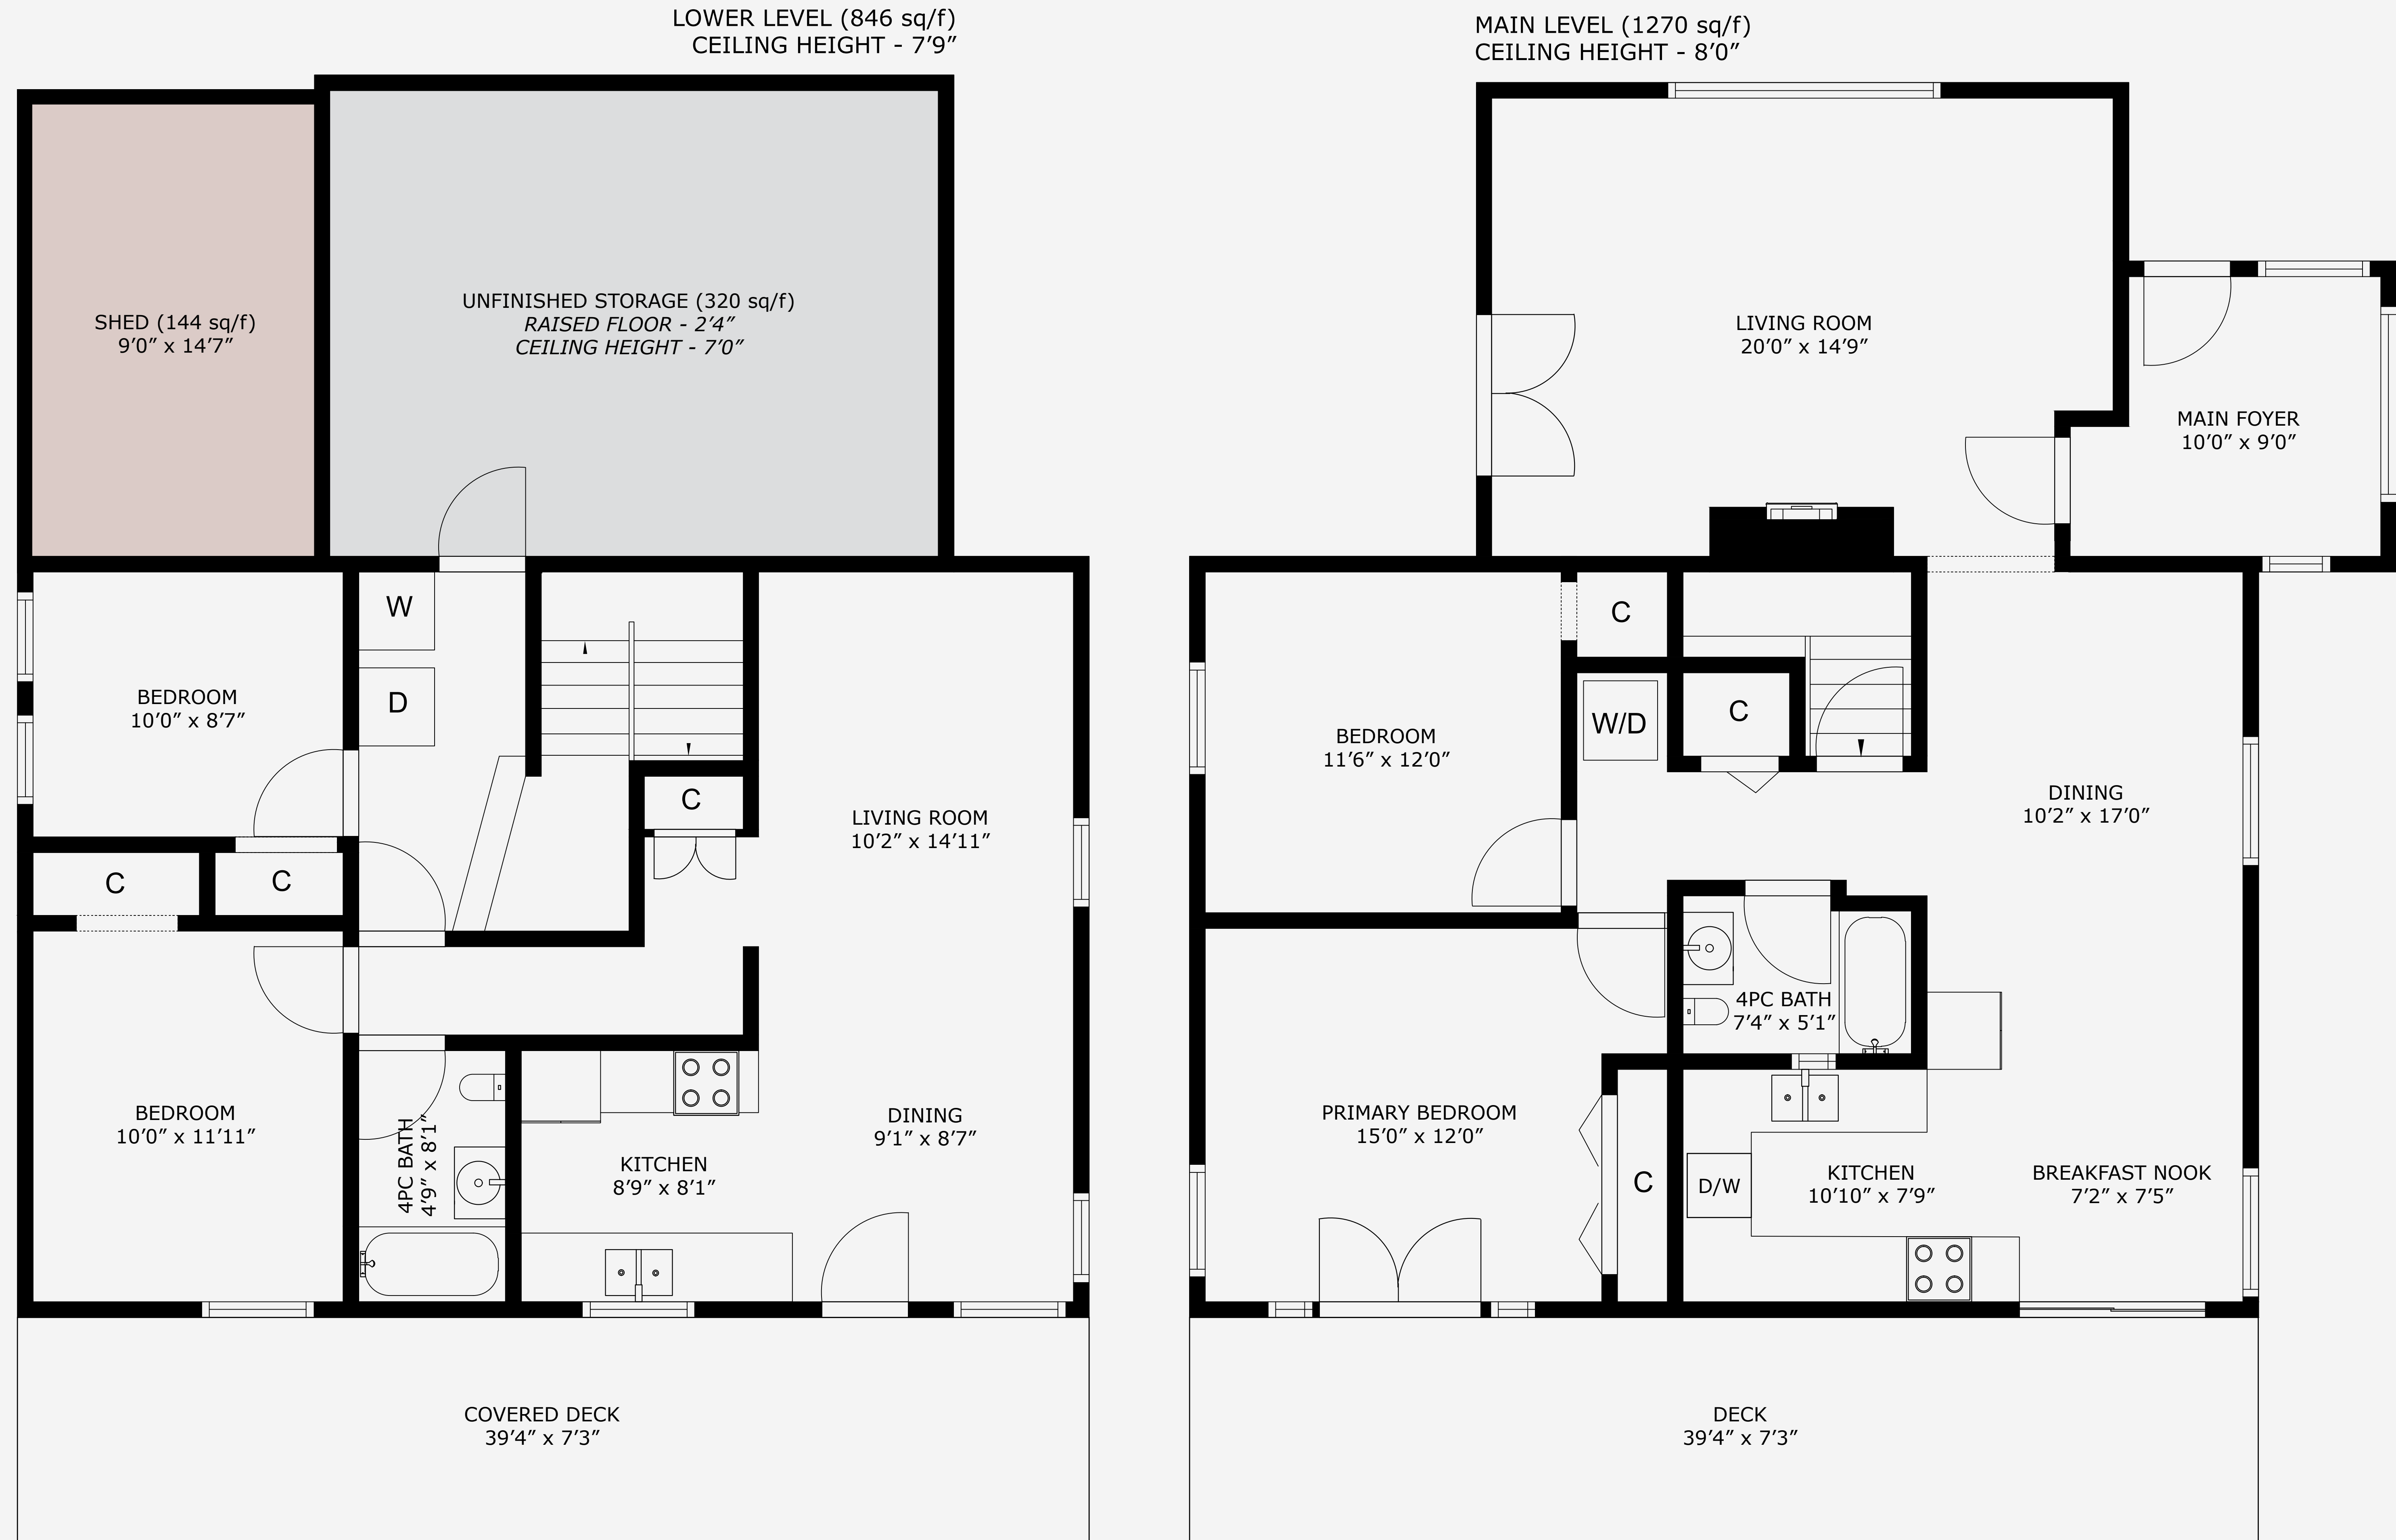 LOWER LEVEL (846 sq/f)
CEILING HEIGHT - 7’9”
SHED (144 sq/f)
9’0” x 14’7”
UNFINISHED STORAGE (320 sq/f)
RAISED FLOOR - 2’4”
CEILING HEIGHT - 7’0”
W
D
BEDROOM
10’0” x 8’7”
C
C
C
LIVING ROOM
10’2” x 14’11”
BEDROOM
10’0” x 11’11”
4PC BATH
4’9” x 8’1”
KITCHEN
8’9” x 8’1”
DINING
9’1” x 8’7”
COVERED DECK
39’4” x 7’3”
MAIN LEVEL (1270 sq/f)
CEILING HEIGHT - 8’0”
LIVING ROOM
20’0” x 14’9”
MAIN FOYER
10’0” x 9’0”
C
BEDROOM
11’6” x 12’0”
W/D
C
DINING
10’2” x 17’0”
4PC BATH
7’4” x 5’1”
PRIMARY BEDROOM
15’0” x 12’0”
C
D/W
KITCHEN
10’10” x 7’9”
BREAKFAST NOOK
7’2” x 7’5”
DECK
39’4” x 7’3”